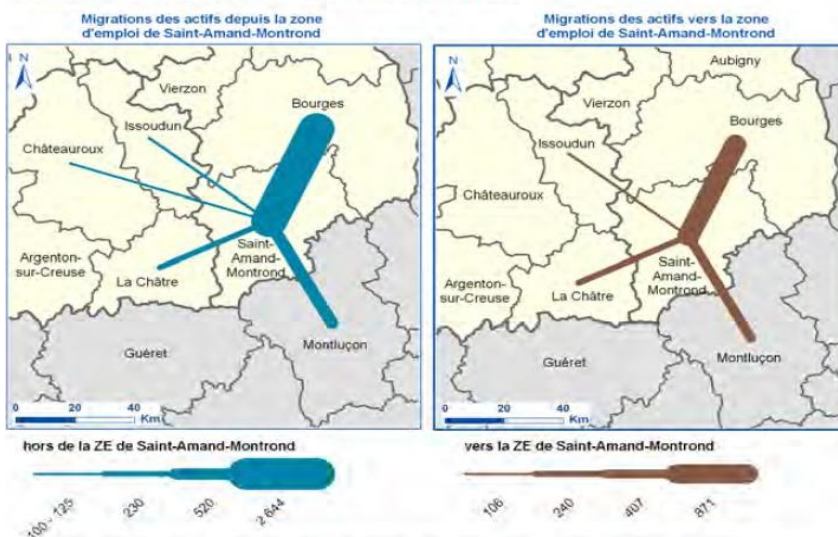 Migrations des actifs depuis la zone
d'emploi de Saint-Amand-Montrond
N
Vierzon
Bourges
Issoudun
Châteauroux
Saint-
Amand-
Montrond
Argenton-
sur-Creuse
La Châtre
Montluçon
Guéret
0 20 40
Km
hors de la ZE de Saint-Amand-Montrond
100 - 125
230
520
2 644
Migrations des actifs vers la zone
d'emploi de Saint-Amand-Montrond
N
Aubigny
Vierzon
Bourges
Issoudun
Châteauroux
Saint-
Amand-
Montrond
Argenton-
sur-Creuse
La Châtre
Montluçon
Guéret
0 20 40
Km
vers la ZE de Saint-Amand-Montrond
106
240
407
871